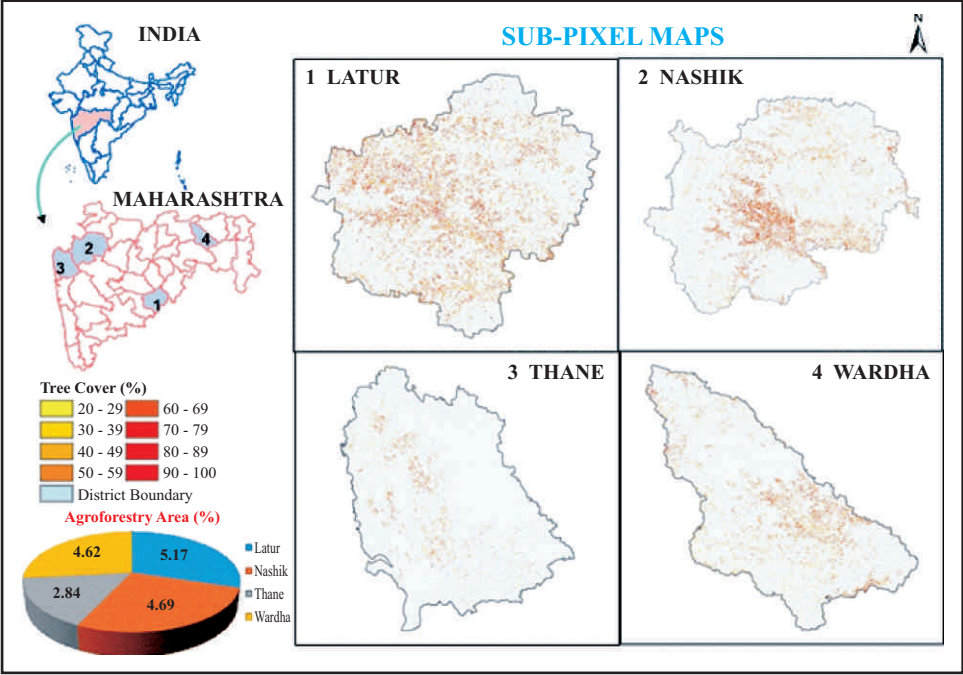 INDIA
SUB-PIXEL MAPS
N
1 LATUR
2 NASHIK
MAHARASHTRA
2
4
3
1
3 THANE
4 WARDHA
Tree Cover (%)
20 - 29
60 - 69
30 - 39
70 - 79
40 - 49
80 - 89
50 - 59
90 - 100
District Boundary
Agroforestry Area (%)
4.62
5.17
2.84
4.69
Latur
Nashik
Thane
Wardha